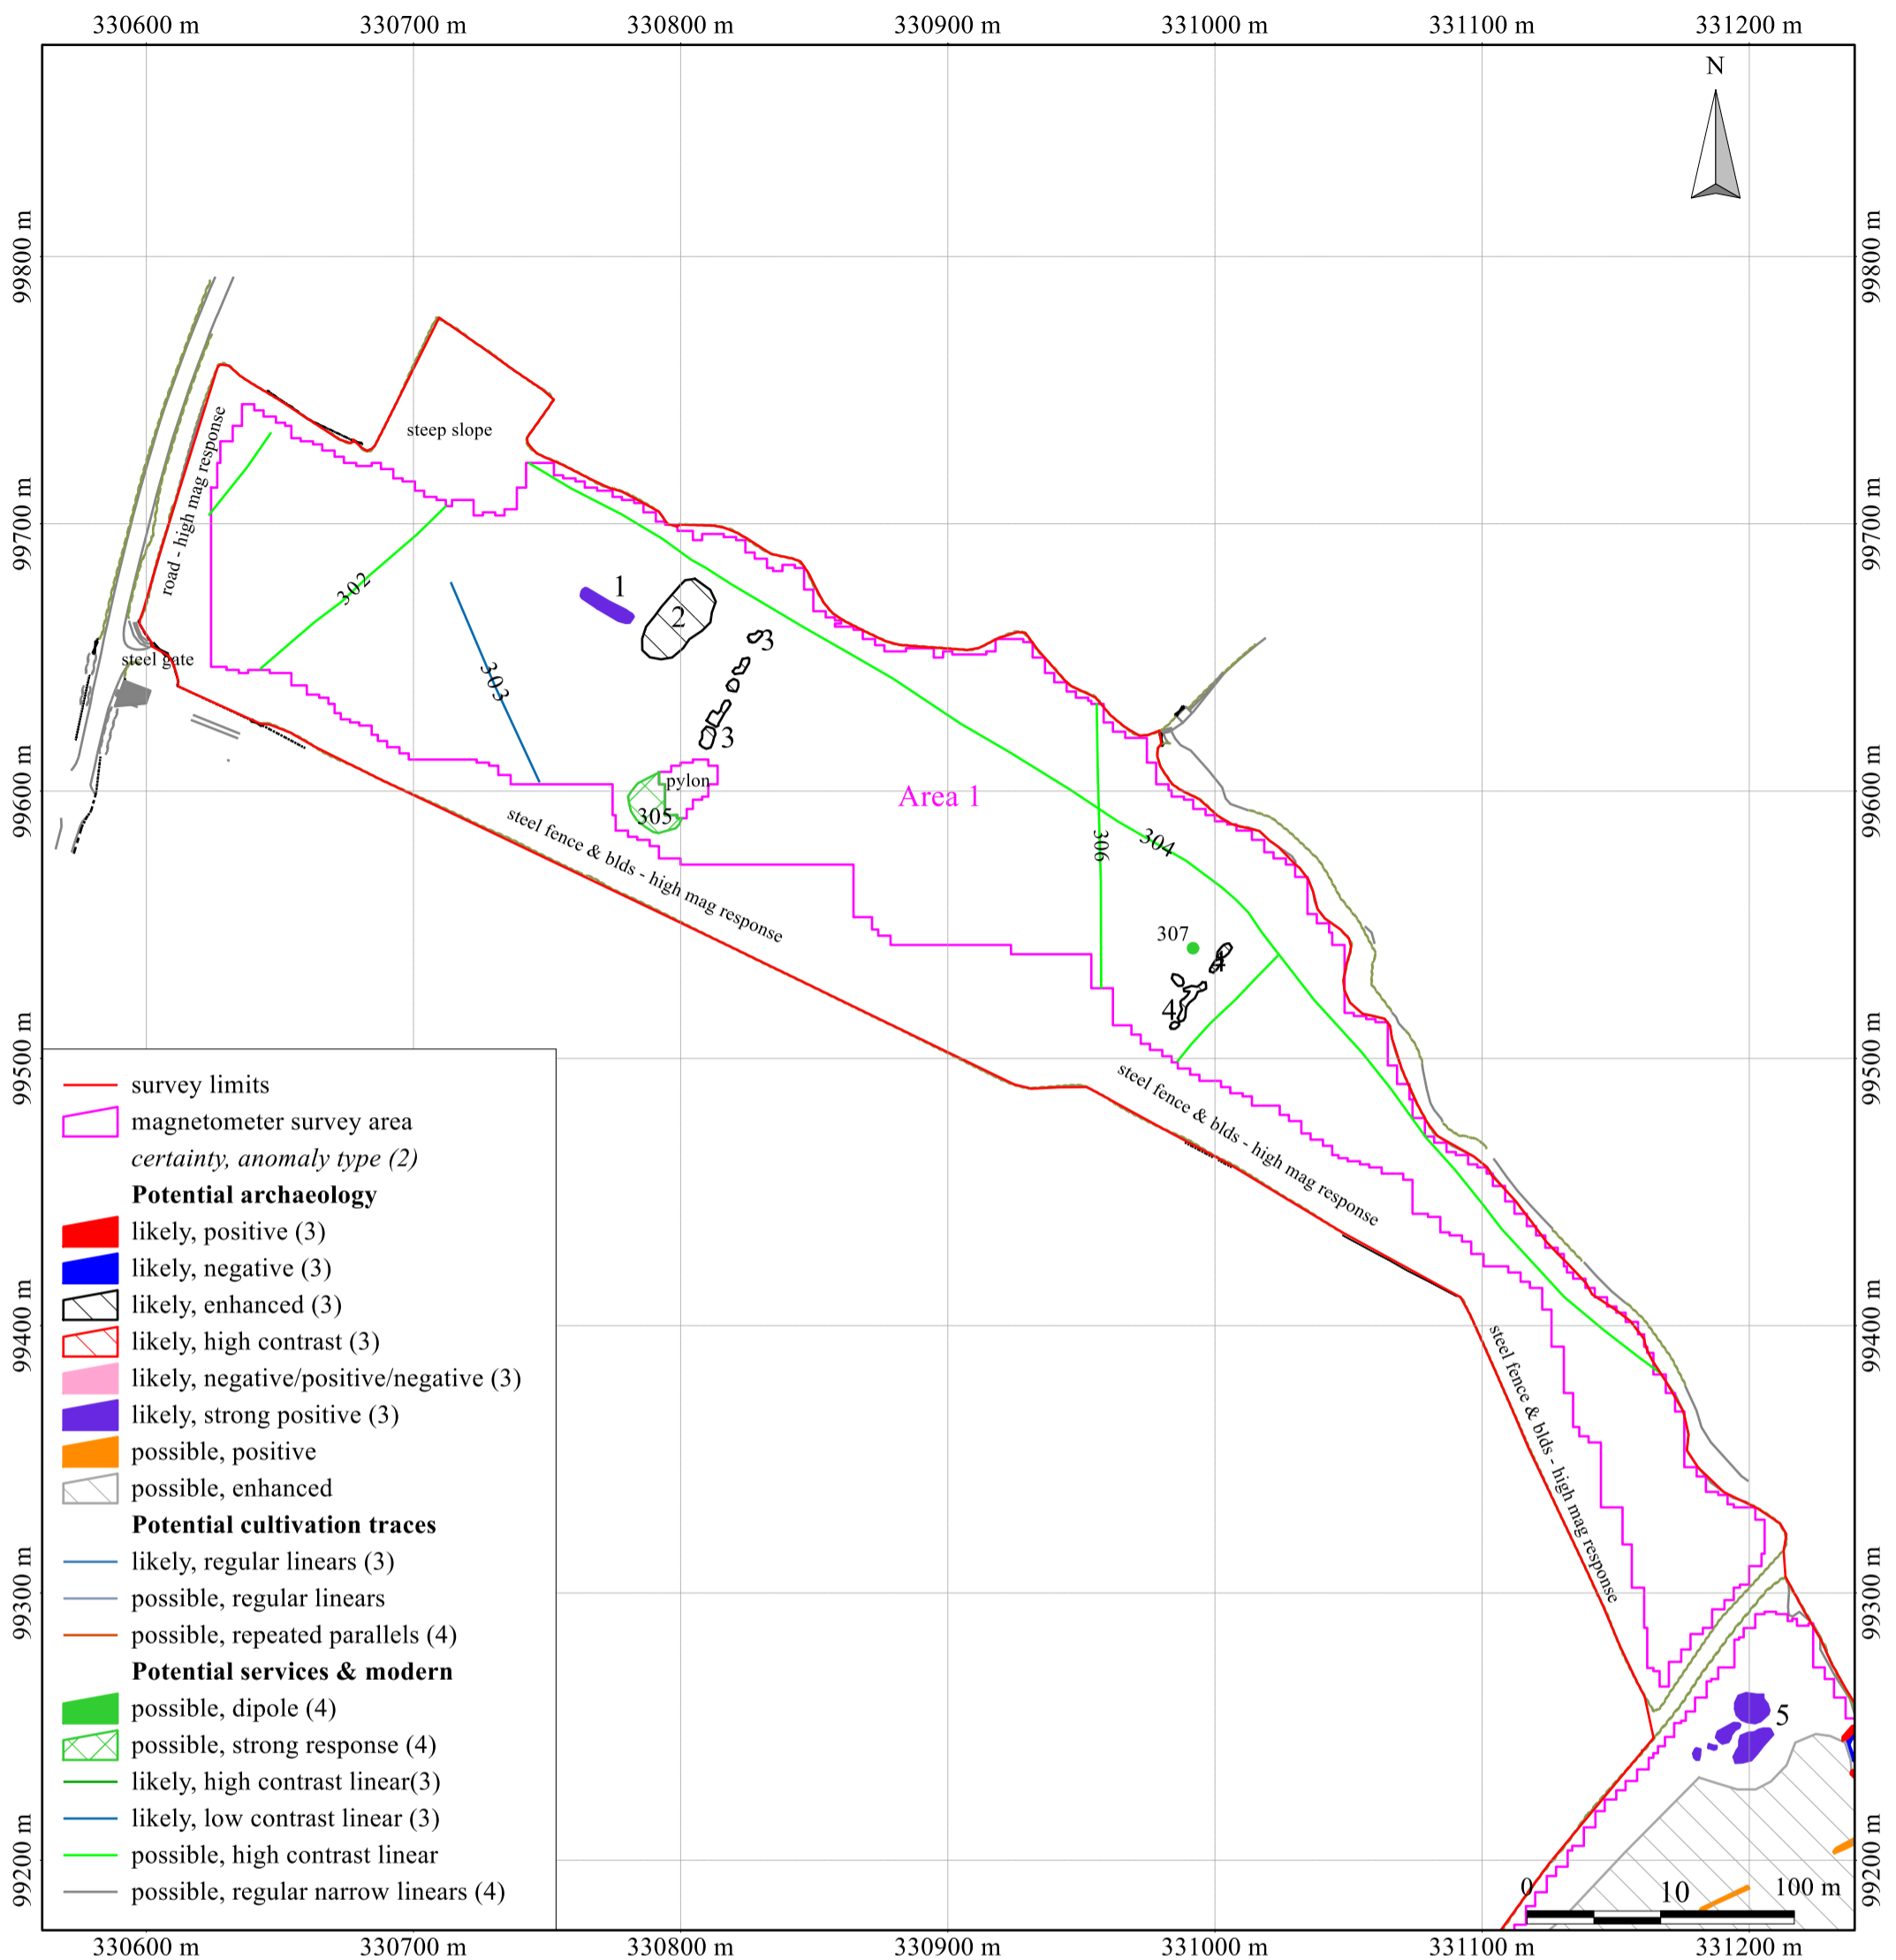 330600 m 330700 m 330800 m 330900 m 331000 m 331100 m 331200 m
N
99800 m 99800 m
steep slope
road - high mag response
99700 m 99700 m
302
1
2
3
steel gate
303
3
pylon
305
Area 1
99600 m 99600 m
steel fence & blds - high mag response
306
304
307
4
4
99500 m 99500 m
steel fence & blds - high mag response
99400 m 99400 m
steel fence & blds - high mag response
99300 m 99300 m
5
99200 m 99200 m
survey limits
magnetometer survey area
certainty, anomaly type (2)
Potential archaeology
likely, positive (3)
likely, negative (3)
likely, enhanced (3)
likely, high contrast (3)
likely, negative/positive/negative (3)
likely, strong positive (3)
possible, positive
possible, enhanced
Potential cultivation traces
likely, regular linears (3)
possible, regular linears
possible, repeated parallels (4)
Potential services & modern
possible, dipole (4)
possible, strong response (4)
likely, high contrast linear(3)
likely, low contrast linear (3)
possible, high contrast linear
possible, regular narrow linears (4)
0 10 100 m
330600 m 330700 m 330800 m 330900 m 331000 m 331100 m 331200 m